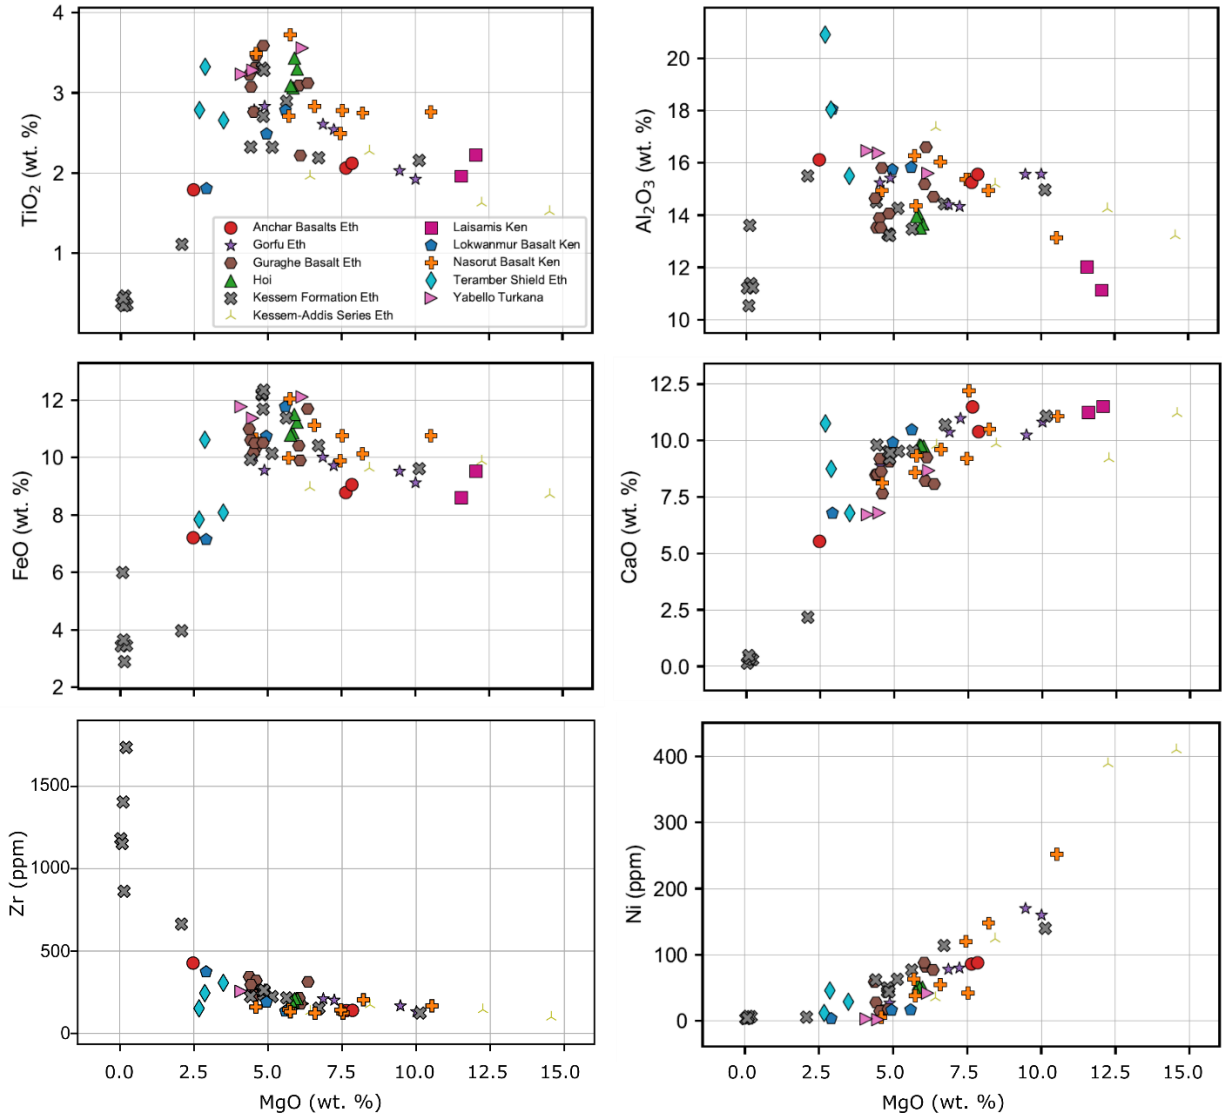 4
3
2
1
TiO₂ (wt. %)
Anchar Basalts Eth
Gorfu Eth
Guraghe Basalt Eth
Hoi
Kessem Formation Eth
Kessem-Addis Series Eth
Laisamis Ken
Lokwanmur Basalt Ken
Nasorut Basalt Ken
Teramber Shield Eth
Yabello Turkana
20
18
16
14
12
10
Al₂O₃ (wt. %)
12
10
8
6
4
2
FeO (wt. %)
12.5
10.0
7.5
5.0
2.5
0.0
CaO (wt. %)
1500
1000
500
0
Zr (ppm)
0.0 2.5 5.0 7.5 10.0 12.5 15.0
MgO (wt. %)
400
300
200
100
0
Ni (ppm)
0.0 2.5 5.0 7.5 10.0 12.5 15.0
MgO (wt. %)